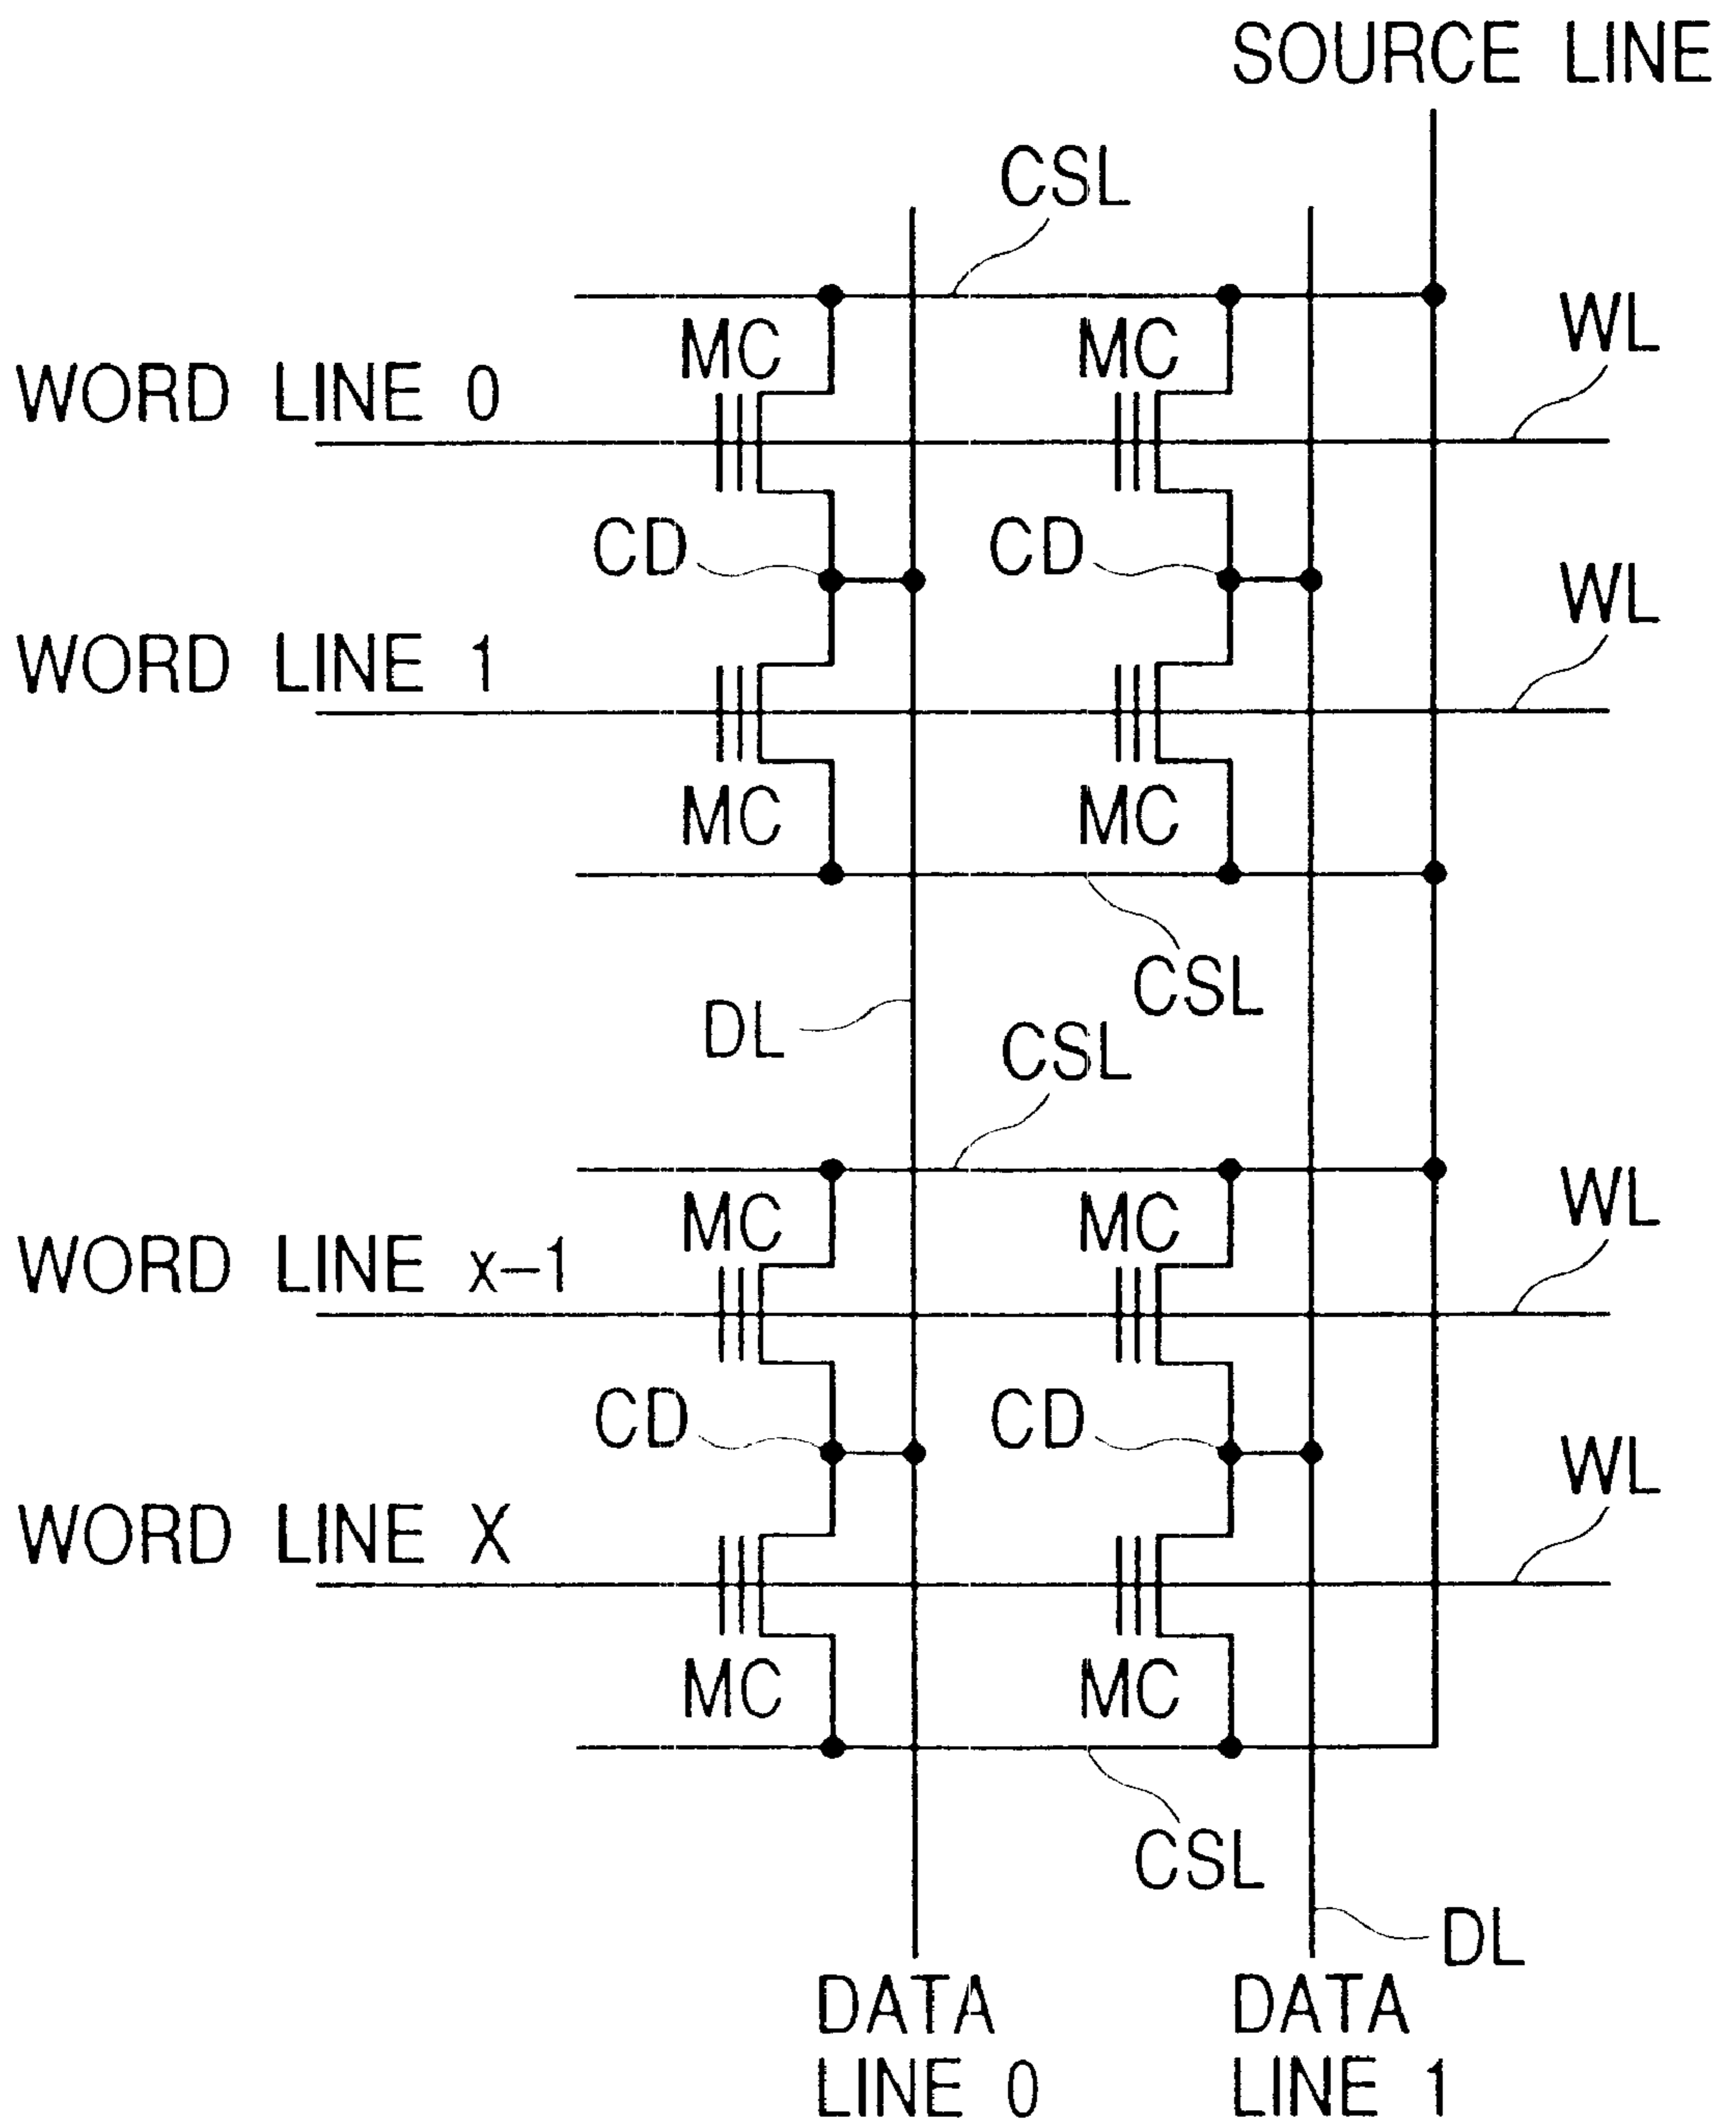 SOURCE LINE
CSL
MC MC WL
WORD LINE 0
CD CD
WL
WORD LINE 1
MC MC
CSL
DL
CSL
MC MC WL
WORD LINE x-1
CD CD
WL
WORD LINE X
MC MC
CSL
DL
DATA DATA
LINE 0 LINE 1